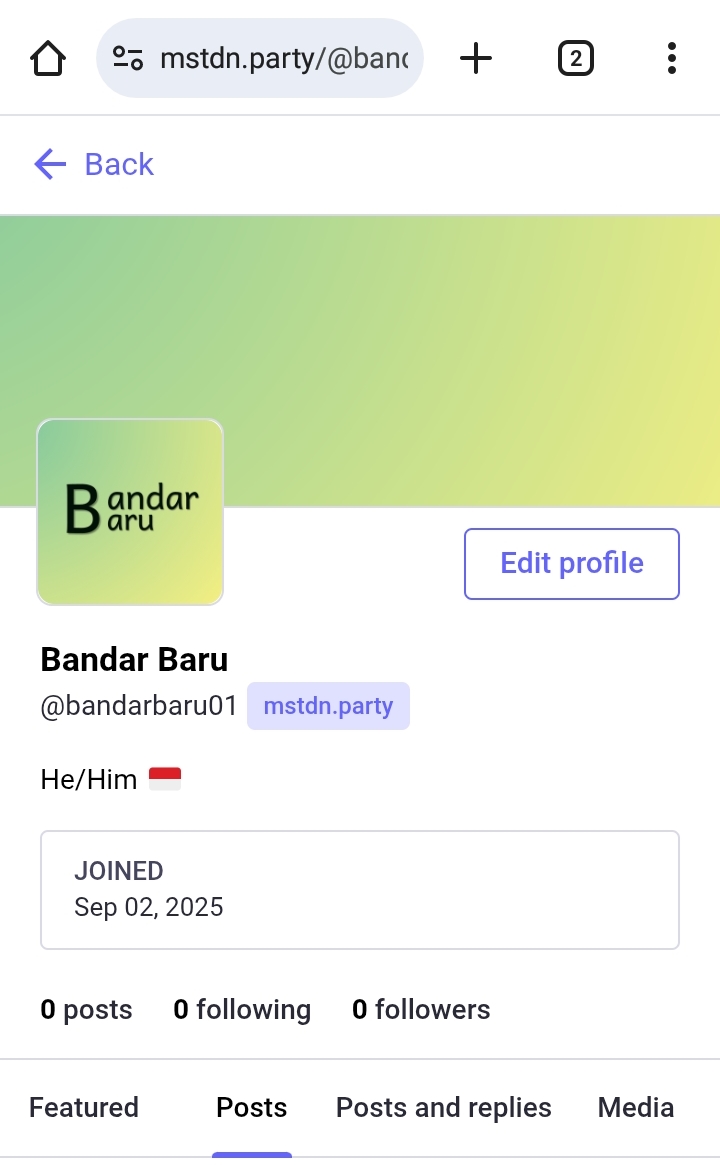 mstdn.party/@banc
2
Back
Bandar
Baru
Edit profile
Bandar Baru
@bandarbaru01 mstdn.party
He/Him
JOINED
Sep 02, 2025
0 posts 0 following 0 followers
Featured Posts Posts and replies Media